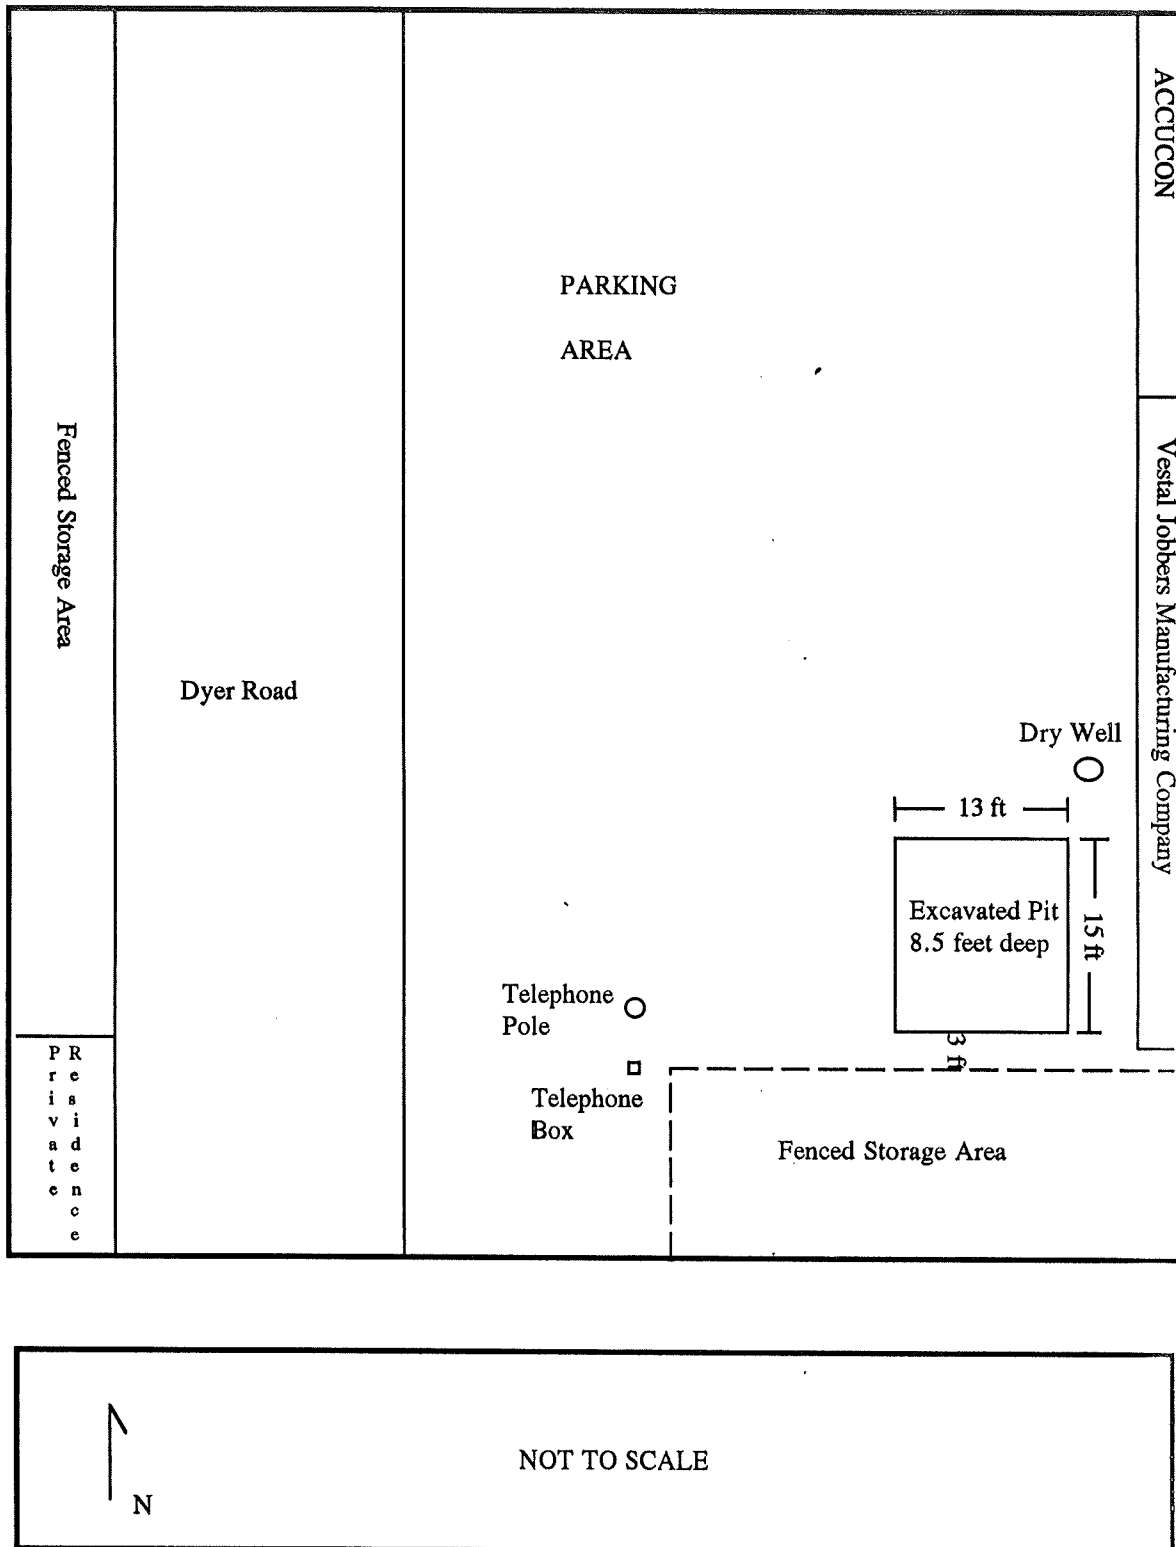 ACCUCON
PARKING
AREA
Fenced Storage Area
Vestal Jobbers Manufacturing Company
Dyer Road
Dry Well
13 ft
Excavated Pit
8.5 feet deep
15 ft
Telephone
Pole
3 ft
Private
Residence
Telephone
Box
Fenced Storage Area
NOT TO SCALE
N